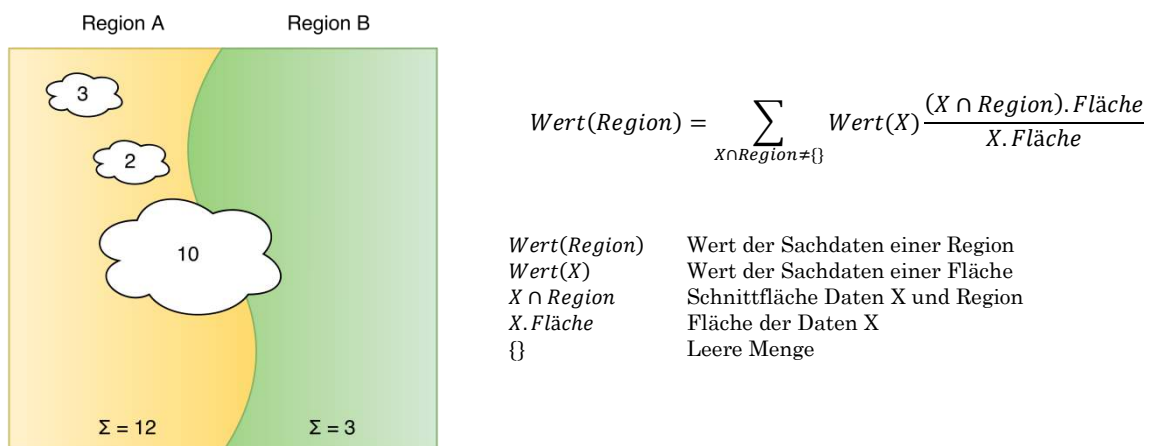 Region A Region B
3
2
10
Σ = 12 Σ = 3
Wert(Region) = ∑ Wert(X) (X ∩ Region).Fläche / X.Fläche
X∩Region≠{}
Wert(Region) Wert der Sachdaten einer Region
Wert(X) Wert der Sachdaten einer Fläche
X ∩ Region Schnittfläche Daten X und Region
X.Fläche Fläche der Daten X
{} Leere Menge